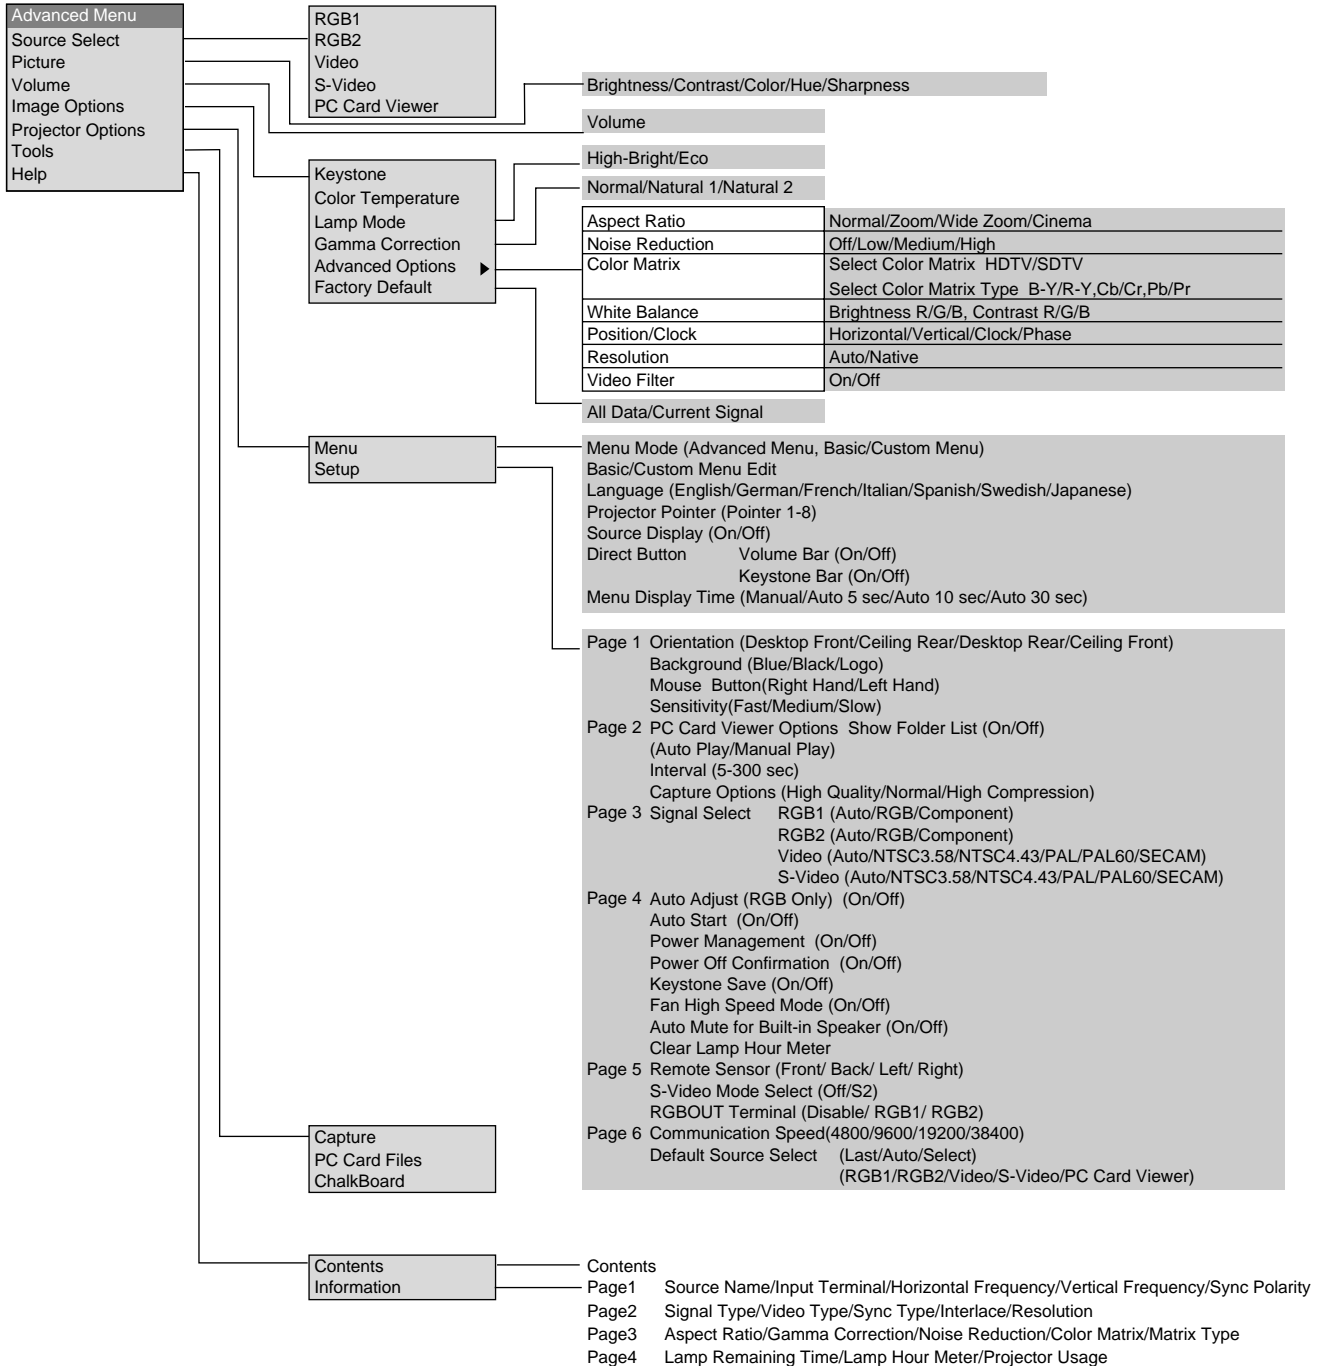 Advanced Menu
Source Select
Picture
Volume
Image Options
Projector Options
Tools
Help
RGB1
RGB2
Video
S-Video
PC Card Viewer
Brightness/Contrast/Color/Hue/Sharpness
Volume
Keystone
Color Temperature
Lamp Mode
Gamma Correction
Advanced Options
Factory Default
High-Bright/Eco
Normal/Natural 1/Natural 2
Aspect Ratio Normal/Zoom/Wide Zoom/Cinema
Noise Reduction Off/Low/Medium/High
Color Matrix Select Color Matrix HDTV/SDTV
Select Color Matrix Type B-Y/R-Y,Cb/Cr,Pb/Pr
White Balance Brightness R/G/B, Contrast R/G/B
Position/Clock Horizontal/Vertical/Clock/Phase
Resolution Auto/Native
Video Filter On/Off
All Data/Current Signal
Menu
Setup
Menu Mode (Advanced Menu, Basic/Custom Menu)
Basic/Custom Menu Edit
Language (English/German/French/Italian/Spanish/Swedish/Japanese)
Projector Pointer (Pointer 1-8)
Source Display (On/Off)
Direct Button Volume Bar (On/Off)
Keystone Bar (On/Off)
Menu Display Time (Manual/Auto 5 sec/Auto 10 sec/Auto 30 sec)
Page 1 Orientation (Desktop Front/Ceiling Rear/Desktop Rear/Ceiling Front)
Background (Blue/Black/Logo)
Mouse Button(Right Hand/Left Hand)
Sensitivity(Fast/Medium/Slow)
Page 2 PC Card Viewer Options Show Folder List (On/Off)
(Auto Play/Manual Play)
Interval (5-300 sec)
Capture Options (High Quality/Normal/High Compression)
Page 3 Signal Select RGB1 (Auto/RGB/Component)
RGB2 (Auto/RGB/Component)
Video (Auto/NTSC3.58/NTSC4.43/PAL/PAL60/SECAM)
S-Video (Auto/NTSC3.58/NTSC4.43/PAL/PAL60/SECAM)
Page 4 Auto Adjust (RGB Only) (On/Off)
Auto Start (On/Off)
Power Management (On/Off)
Power Off Confirmation (On/Off)
Keystone Save (On/Off)
Fan High Speed Mode (On/Off)
Auto Mute for Built-in Speaker (On/Off)
Clear Lamp Hour Meter
Page 5 Remote Sensor (Front/ Back/ Left/ Right)
S-Video Mode Select (Off/S2)
RGBOUT Terminal (Disable/ RGB1/ RGB2)
Page 6 Communication Speed(4800/9600/19200/38400)
Default Source Select (Last/Auto/Select)
(RGB1/RGB2/Video/S-Video/PC Card Viewer)
Capture
PC Card Files
ChalkBoard
Contents
Information
Contents
Page1 Source Name/Input Terminal/Horizontal Frequency/Vertical Frequency/Sync Polarity
Page2 Signal Type/Video Type/Sync Type/Interlace/Resolution
Page3 Aspect Ratio/Gamma Correction/Noise Reduction/Color Matrix/Matrix Type
Page4 Lamp Remaining Time/Lamp Hour Meter/Projector Usage